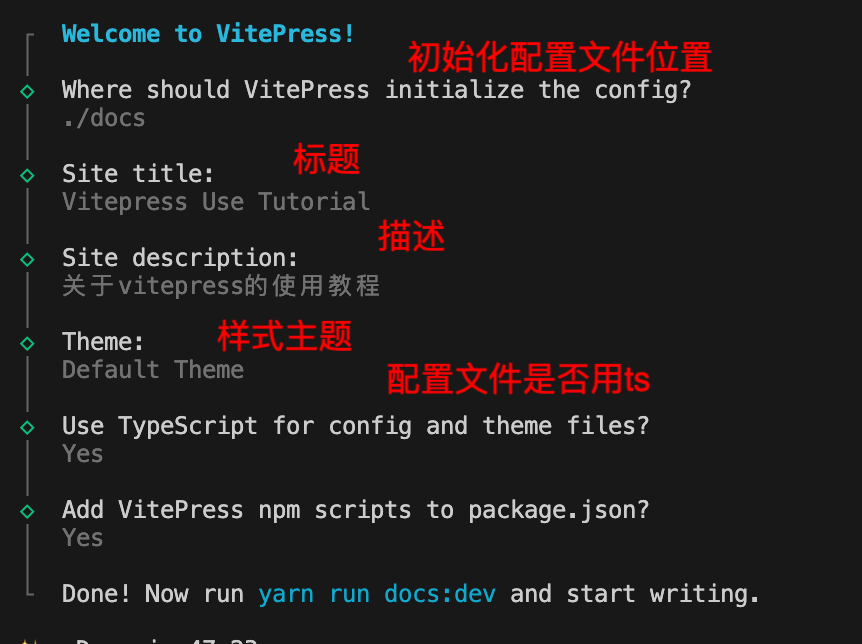 Welcome to VitePress!
初始化配置文件位置
Where should VitePress initialize the config?
./docs
标题
Site title:
Vitepress Use Tutorial
描述
Site description:
关于vitepress的使用教程
样式主题
Theme:
Default Theme
配置文件是否用ts
Use TypeScript for config and theme files?
Yes
Add VitePress npm scripts to package.json?
Yes
Done! Now run yarn run docs:dev and start writing.